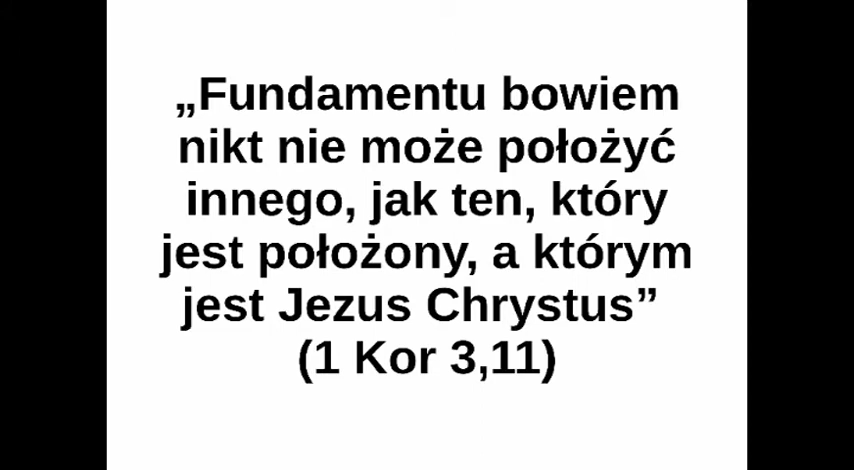 „Fundamentu bowiem
nikt nie może położyć
innego, jak ten, który
jest położony, a którym
jest Jezus Chrystus”
(1 Kor 3,11)